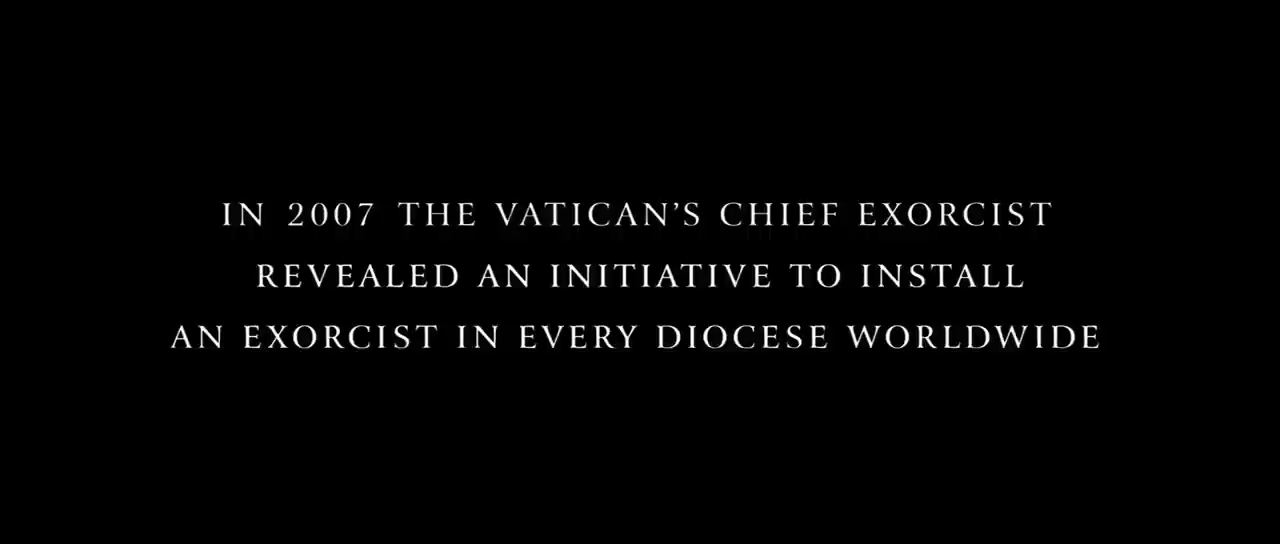 IN 2007 THE VATICAN'S CHIEF EXORCIST
REVEALED AN INITIATIVE TO INSTALL
AN EXORCIST IN EVERY DIOCESE WORLDWIDE